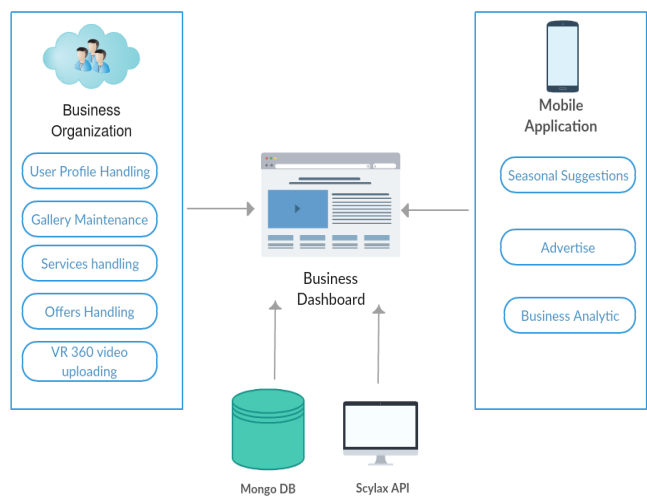 Business
Organization
User Profile Handling
Gallery Maintenance
Services handling
Offers Handling
VR 360 video
uploading
Business
Dashboard
Mobile
Application
Seasonal Suggestions
Advertise
Business Analytic
Mongo DB
Scylax API